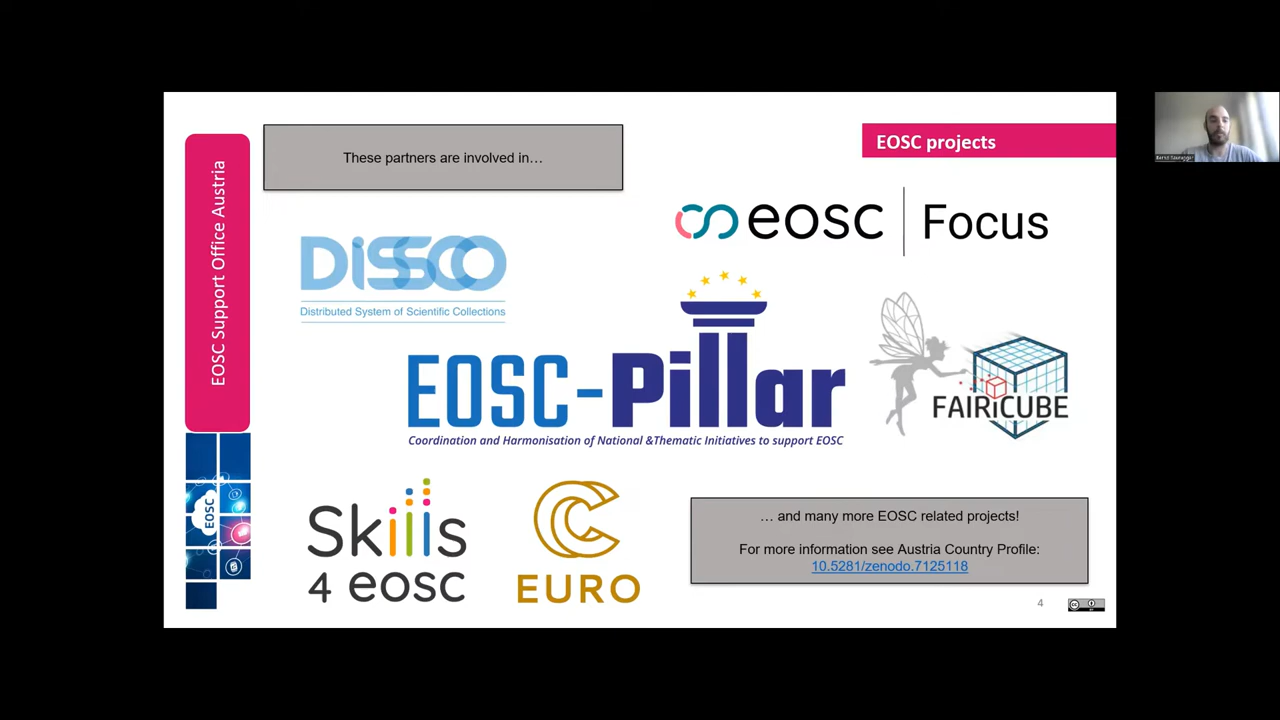 EOSC Support Office Austria
These partners are involved in…
EOSC projects
eosc | Focus
DiSSCo
Distributed System of Scientific Collections
EOSC-Pillar
Coordination and Harmonisation of National &Thematic Initiatives to support EOSC
FAIRiCUBE
Skills
4 eosc
EURO
EOSC
… and many more EOSC related projects!
For more information see Austria Country Profile:
10.5281/zenodo.7125118
4